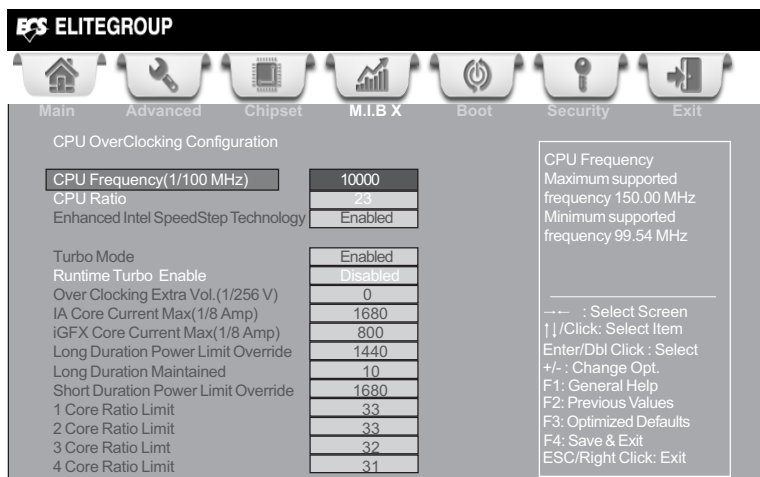 ECS ELITEGROUP
Main Advanced Chipset M.I.B X Boot Security Exit
CPU OverClocking Configuration
CPU Frequency(1/100 MHz) 10000
CPU Ratio 23
Enhanced Intel SpeedStep Technology Enabled
Turbo Mode Enabled
Runtime Turbo Enable Disabled
Over Clocking Extra Vol.(1/256 V) 0
IA Core Current Max(1/8 Amp) 1680
iGFX Core Current Max(1/8 Amp) 800
Long Duration Power Limit Override 1440
Long Duration Maintained 10
Short Duration Power Limit Override 1680
1 Core Ratio Limit 33
2 Core Ratio Limit 33
3 Core Ratio Limt 32
4 Core Ratio Limit 31
CPU Frequency
Maximum supported
frequency 150.00 MHz
Minimum supported
frequency 99.54 MHz
→← : Select Screen
↑↓/Click: Select Item
Enter/Dbl Click : Select
+/- : Change Opt.
F1: General Help
F2: Previous Values
F3: Optimized Defaults
F4: Save & Exit
ESC/Right Click: Exit